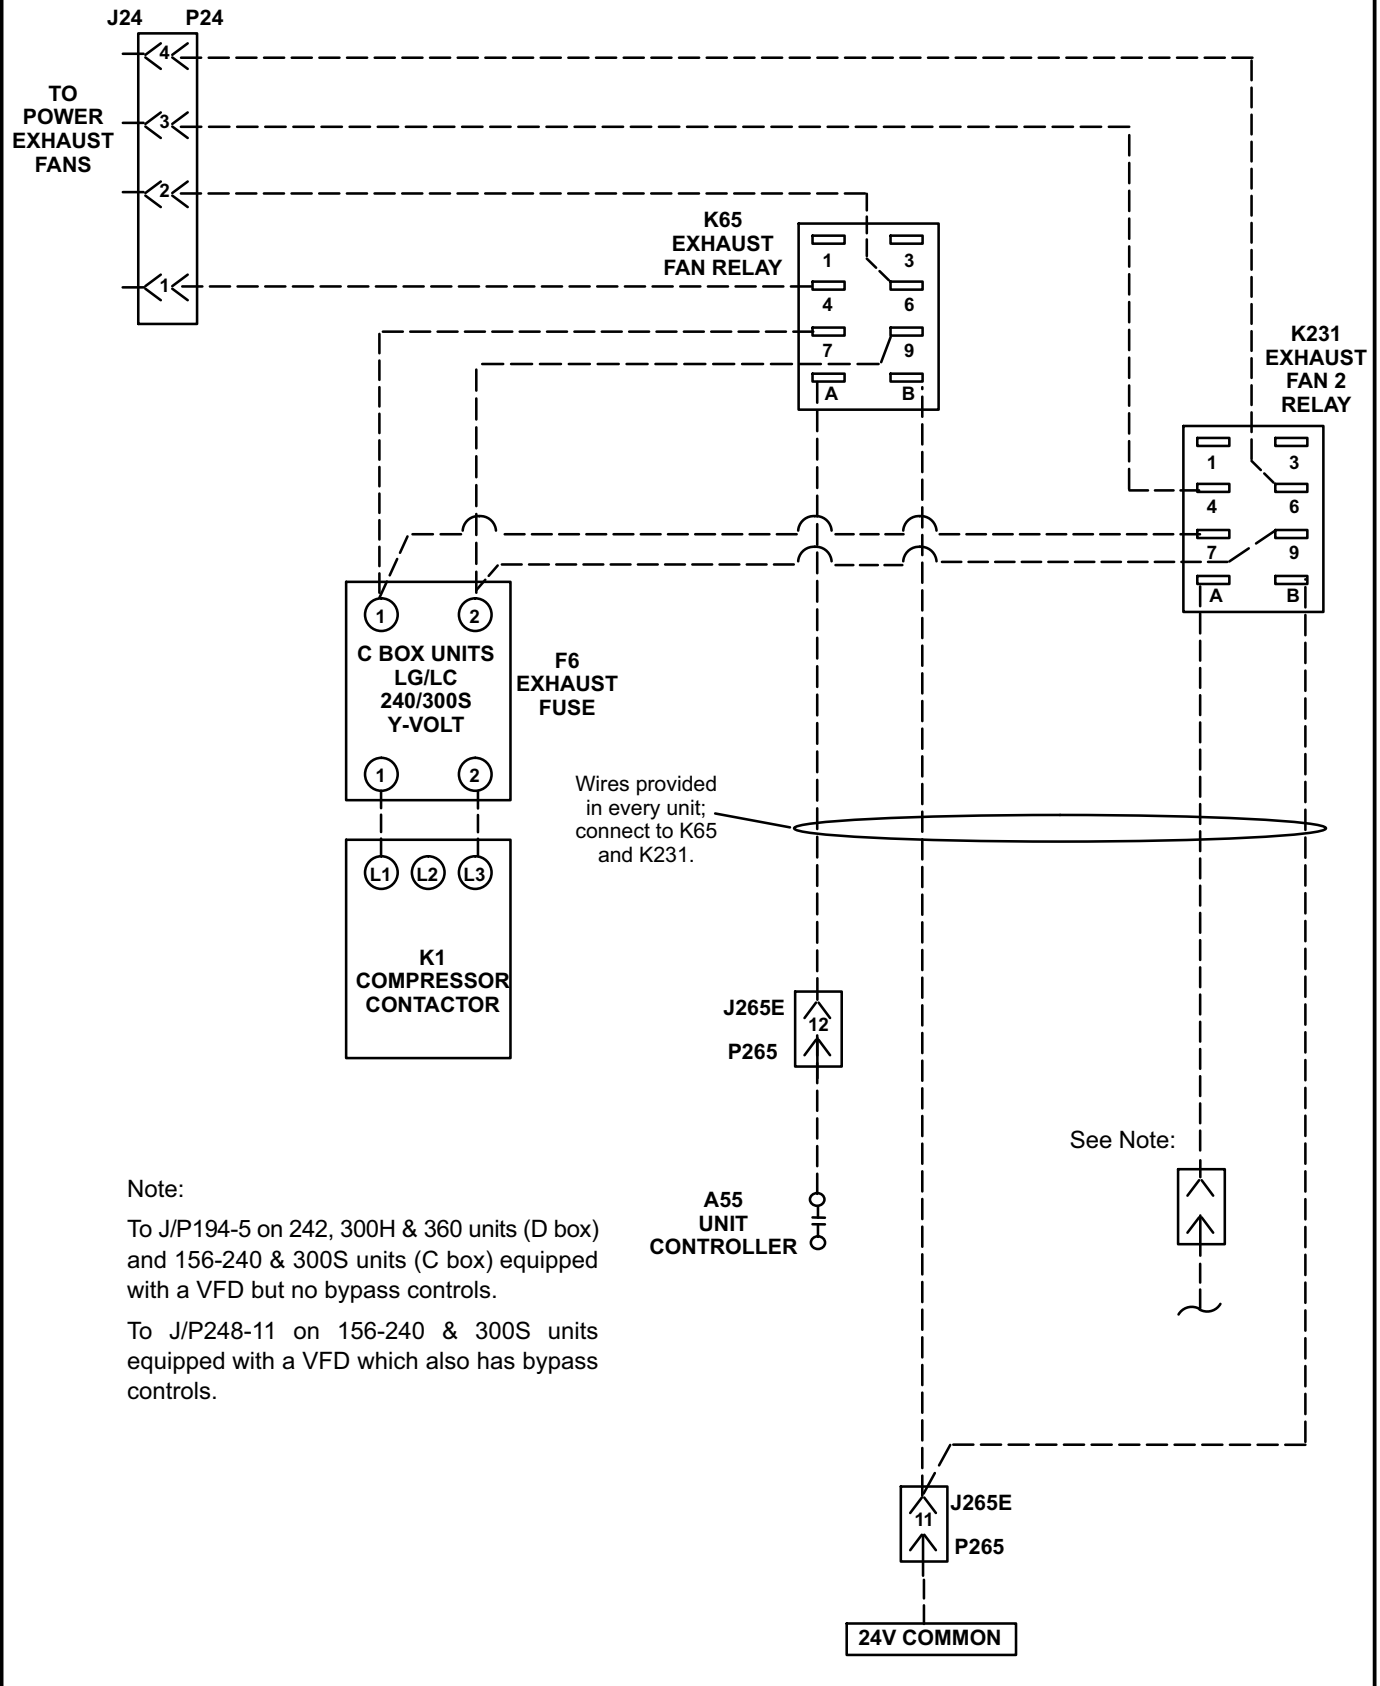 J24 P24
4
TO
POWER
EXHAUST
FANS
3
2
1
K65
EXHAUST
FAN RELAY
1 3
4 6
7 9
A B
K231
EXHAUST
FAN 2
RELAY
1 3
4 6
7 9
A B
1 2
C BOX UNITS
LG/LC
240/300S
Y-VOLT
1 2
F6
EXHAUST
FUSE
Wires provided
in every unit;
connect to K65
and K231.
L1 L2 L3
K1
COMPRESSOR
CONTACTOR
J265E
12
P265
See Note:
A55
UNIT
CONTROLLER
Note:
To J/P194-5 on 242, 300H & 360 units (D box)
and 156-240 & 300S units (C box) equipped
with a VFD but no bypass controls.
To J/P248-11 on 156-240 & 300S units
equipped with a VFD which also has bypass
controls.
J265E
11
P265
24V COMMON